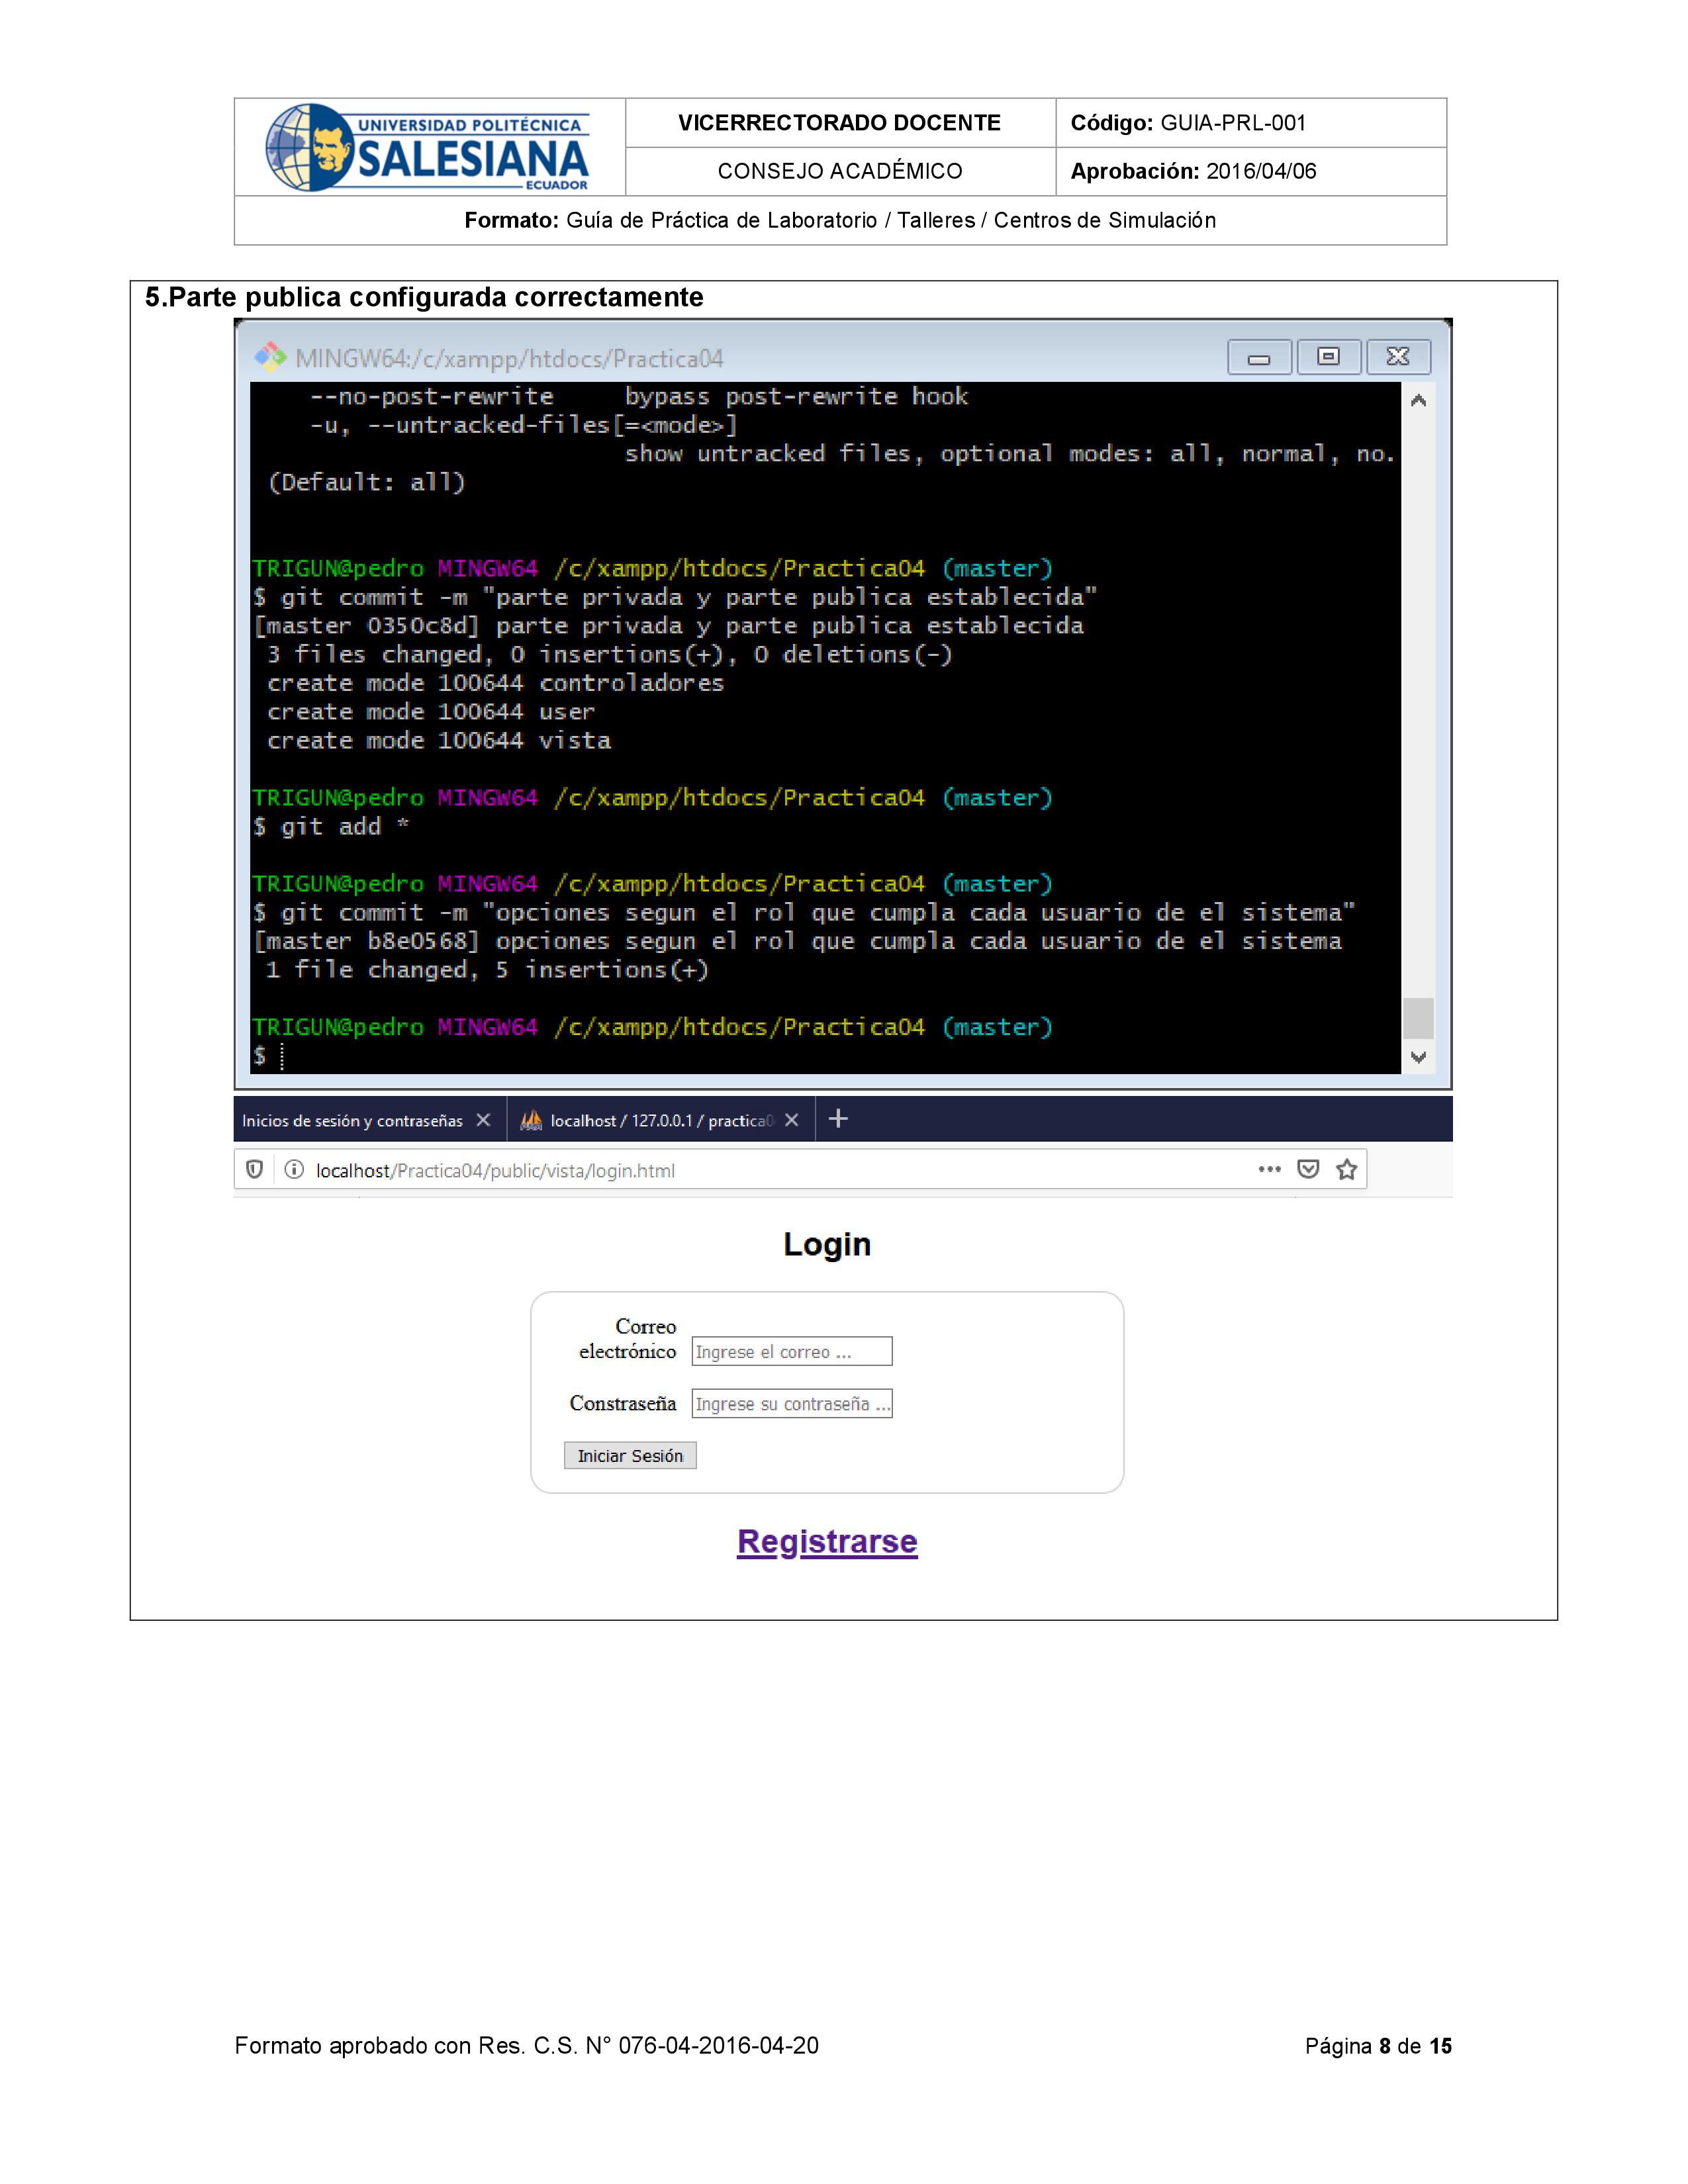 UNIVERSIDAD POLITÉCNICA
SALESIANA
ECUADOR
VICERRECTORADO DOCENTE
Código: GUIA-PRL-001
CONSEJO ACADÉMICO
Aprobación: 2016/04/06
Formato: Guía de Práctica de Laboratorio / Talleres / Centros de Simulación
5.Parte publica configurada correctamente
MINGW64:/c/xampp/htdocs/Practica04
--no-post-rewrite     bypass post-rewrite hook
-u, --untracked-files[=<mode>]
show untracked files, optional modes: all, normal, no.
(Default: all)
TRIGUN@pedro MINGW64 /c/xampp/htdocs/Practica04 (master)
$ git commit -m "parte privada y parte publica establecida"
[master 0350c8d] parte privada y parte publica establecida
3 files changed, 0 insertions(+), 0 deletions(-)
create mode 100644 controladores
create mode 100644 user
create mode 100644 vista
TRIGUN@pedro MINGW64 /c/xampp/htdocs/Practica04 (master)
$ git add *
TRIGUN@pedro MINGW64 /c/xampp/htdocs/Practica04 (master)
$ git commit -m "opciones segun el rol que cumpla cada usuario de el sistema"
[master b8e0568] opciones segun el rol que cumpla cada usuario de el sistema
1 file changed, 5 insertions(+)
TRIGUN@pedro MINGW64 /c/xampp/htdocs/Practica04 (master)
$
Inicios de sesión y contraseñas
localhost / 127.0.0.1 / practica0
localhost/Practica04/public/vista/login.html
Login
Correo
electrónico
Ingrese el correo ...
Constraseña
Ingrese su contraseña ...
Iniciar Sesión
Registrarse
Formato aprobado con Res. C.S. N° 076-04-2016-04-20
Página 8 de 15